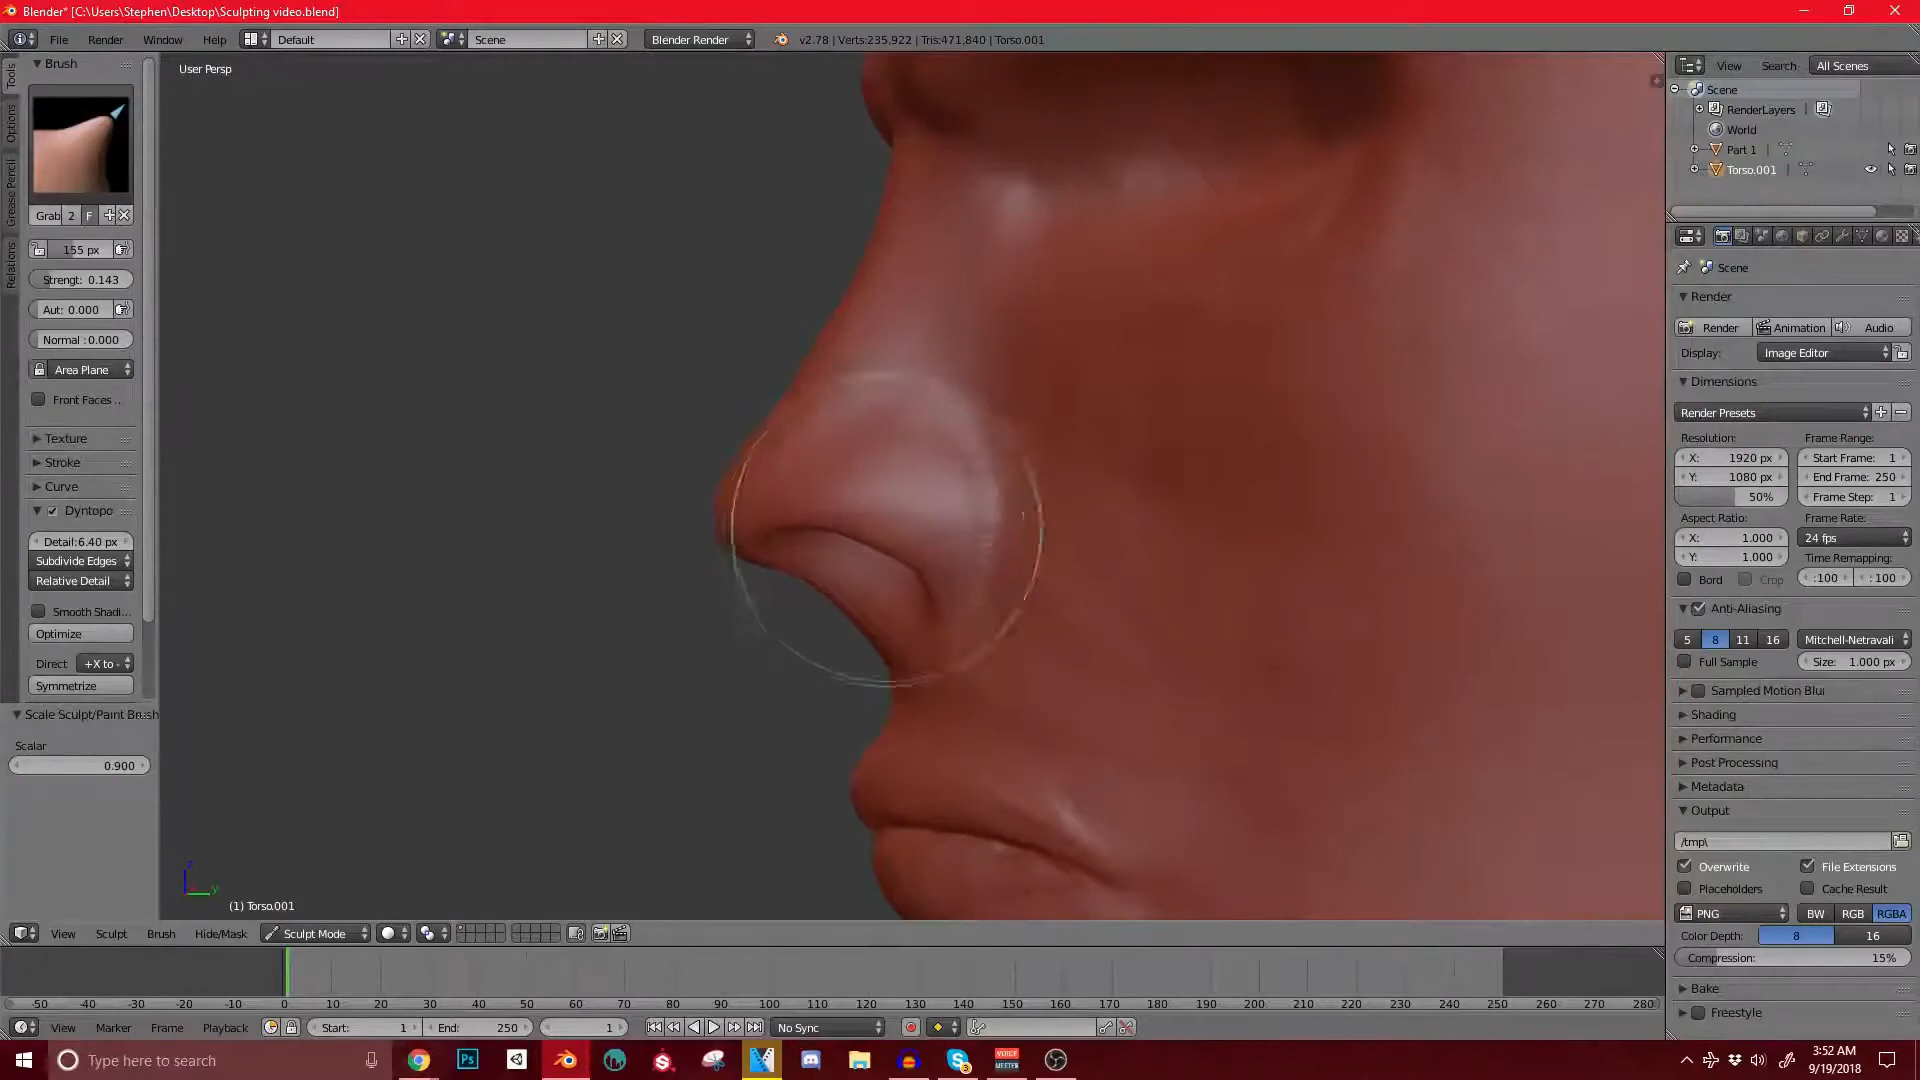 Blender* [C:\Users\Stephen\Desktop\Sculpting video.blend]
File Render Window Help Default Scene Blender Render v2.78 | Verts:235,922 | Tris:471,840 | Torso.001
View Search All Scenes
Tools
Options
Grease Pencil
Relations
Brush
Grab 2 F
155 px
Strengt: 0.143
Aut: 0.000
Normal : 0.000
Area Plane
Front Faces ..
Texture
Stroke
Curve
Dyntopo
Detail:6.40 px
Subdivide Edges
Relative Detail
Smooth Shadi...
Optimize
Direct +X to -
Symmetrize
Scale Sculpt/Paint Brush
Scalar
0.900
User Persp
z
y
(1) Torso.001
Scene
RenderLayers |
World
Part 1 |
Torso.001 |
Scene
Render
Render Animation Audio
Display: Image Editor
Dimensions
Render Presets
Resolution: Frame Range:
X: 1920 px Start Frame: 1
Y: 1080 px End Frame: 250
50% Frame Step: 1
Aspect Ratio: Frame Rate:
X: 1.000 24 fps
Y: 1.000 Time Remapping:
Bord Crop :100 :100
Anti-Aliasing
5 8 11 16 Mitchell-Netravali
Full Sample Size: 1.000 px
Sampled Motion Blur
Shading
Performance
Post Processing
Metadata
Output
/tmp\
Overwrite File Extensions
Placeholders Cache Result
PNG BW RGB RGBA
Color Depth: 8 16
Compression: 15%
Bake
Freestyle
View Sculpt Brush Hide/Mask Sculpt Mode
-50 -40 -30 -20 -10 0 10 20 30 40 50 60 70 80 90 100 110 120 130 140 150 160 170 180 190 200 210 220 230 240 250 260 270 280
View Marker Frame Playback Start: 1 End: 250 1 No Sync
Type here to search
Ps
VOICE
MEETER
3
3:52 AM
9/19/2018